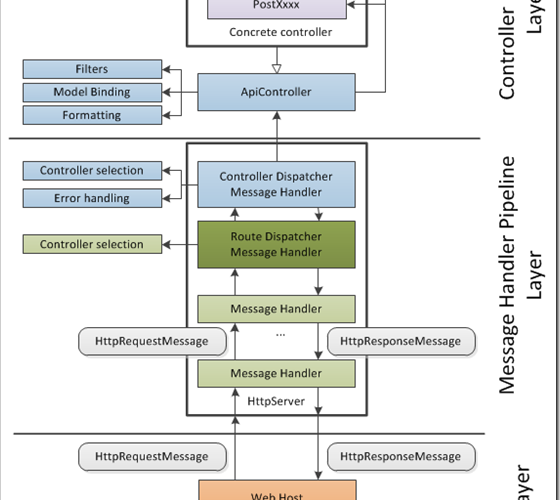 PostXxxx
Concrete controller
Controller
Filters
Model Binding
Formatting
ApiController
Controller selection
Error handling
Controller Dispatcher
Message Handler
Controller selection
Route Dispatcher
Message Handler
Message Handler
...
HttpRequestMessage
HttpResponseMessage
Message Handler
HttpServer
Message Handler Pipeline
Layer
HttpRequestMessage
HttpResponseMessage
Web Host